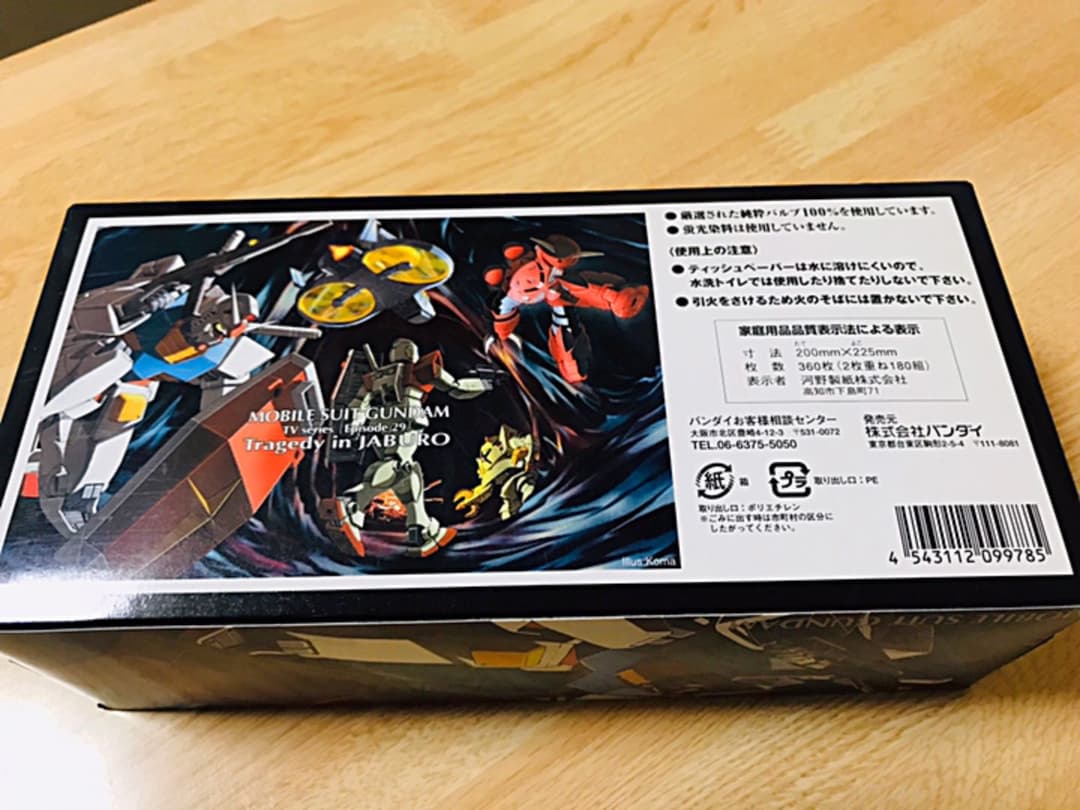 MOBILE SUIT GUNDAM
TV series [Episode 29]
Tragedy in JABURO
Illus:Koma
●厳選された純粋パルプ100%を使用しています。
●蛍光染料は使用していません。
〈使用上の注意〉
●ティッシュペーパーは水に溶けにくいので、
水洗トイレでは使用したり捨てたりしないで下さい。
●引火をさけるため火のそばには置かないで下さい。
家庭用品品質表示法による表示
寸 法 200mm×225mm
枚 数 360枚(2枚重ね180組)
表示者 河野製紙株式会社
高知市下島町71
バンダイお客様相談センター
大阪市北区豊崎4-12-3 〒531-0072
TEL.06-6375-5050
発売元
株式会社バンダイ
東京都台東区駒形2-5-4 〒111-8081
紙 箱
プラ 取り出し口:PE
取り出し口:ポリエチレン
※ごみに出す時は市町村の区分に
したがってください。
4 543112 099785